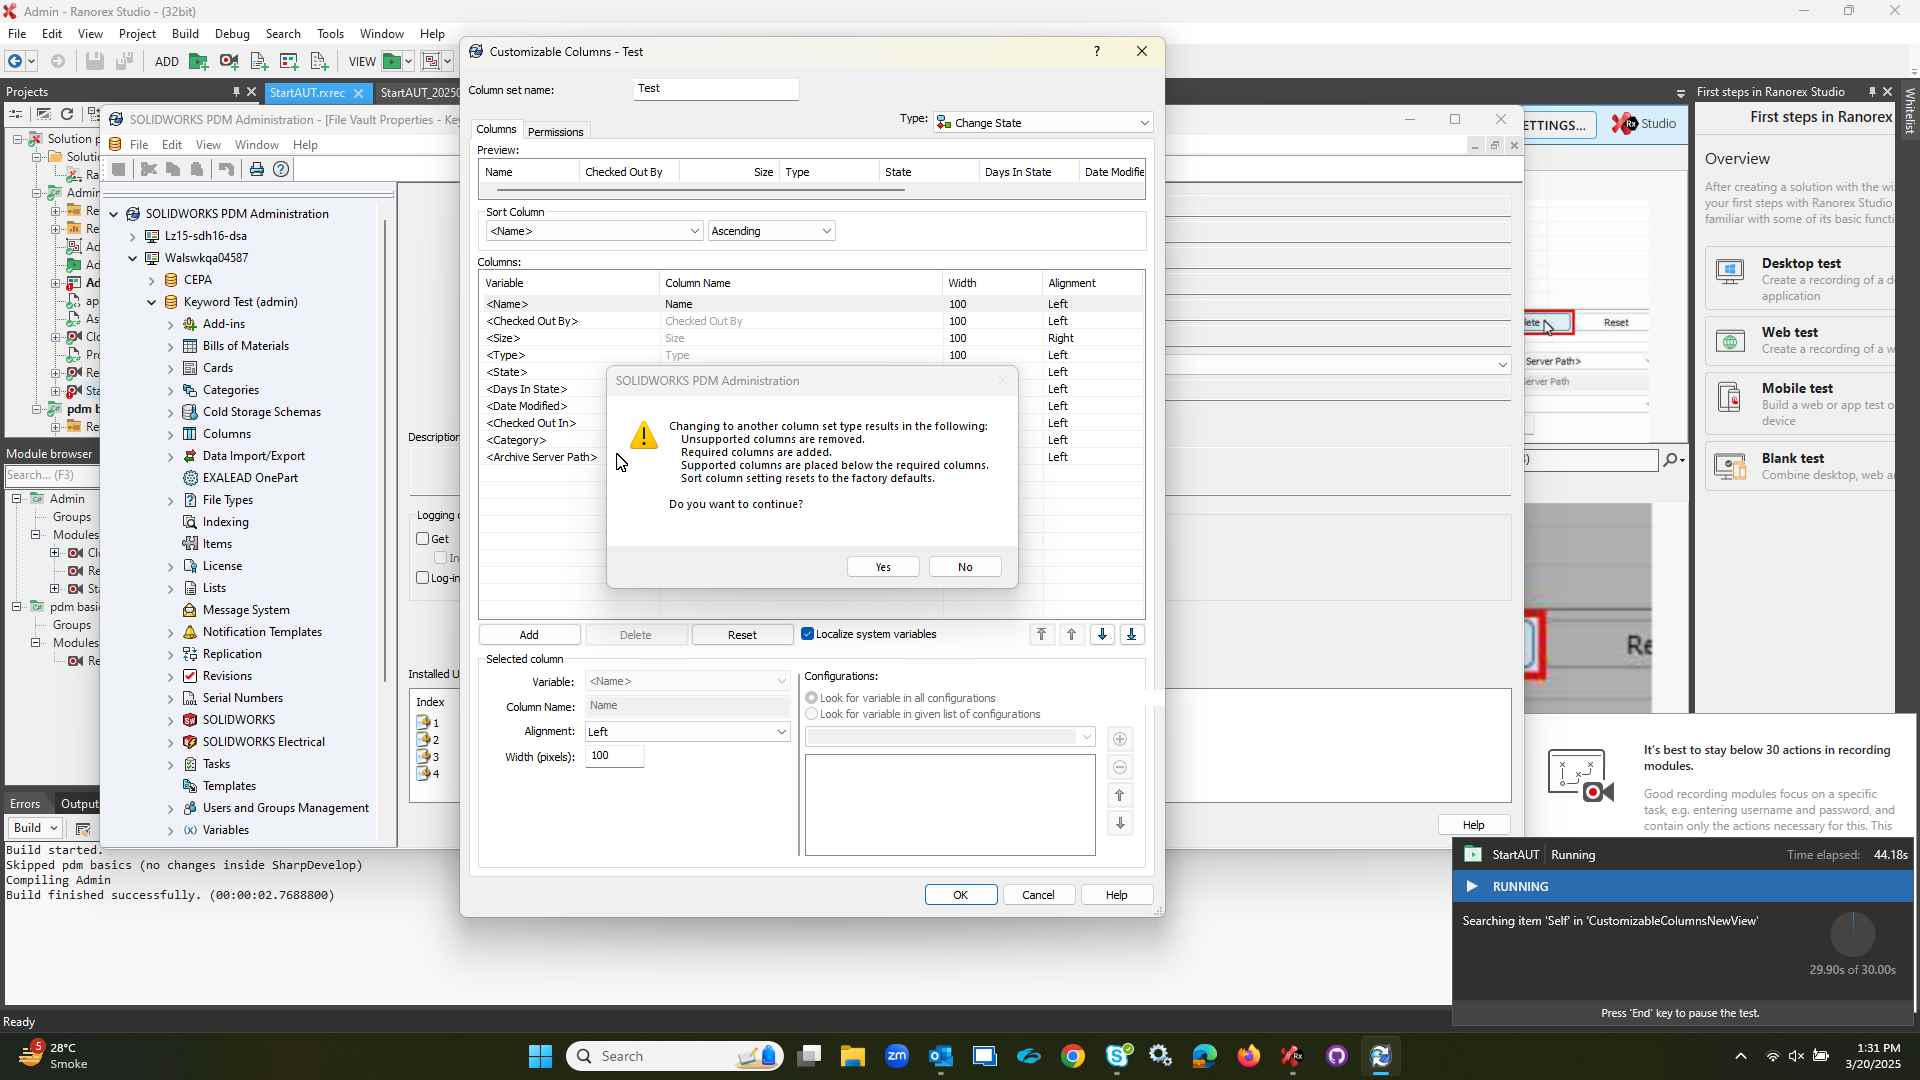 Admin - Ranorex Studio - (32bit)
File Edit View Project Build Debug Search Tools Window Help
ADD VIEW
Projects
StartAUT.rxrec
StartAUT_2025
Solution
SOLIDWORKS PDM Administration - [File Vault Properties - Key
File Edit View Window Help
SOLIDWORKS PDM Administration
Lz15-sdh16-dsa
Walswkqa04587
CEPA
Keyword Test (admin)
Add-ins
Bills of Materials
Cards
Categories
Cold Storage Schemas
Columns
Data Import/Export
EXALEAD OnePart
File Types
Indexing
Items
License
Lists
Message System
Notification Templates
Replication
Revisions
Serial Numbers
SOLIDWORKS
SOLIDWORKS Electrical
Tasks
Templates
Users and Groups Management
Variables
Module browser
Search... (F3)
Admin
Groups
Modules
pdm basi
Groups
Modules
Description
Logging
Get
Log-in
Installed U
Index
1
2
3
4
Help
Customizable Columns - Test
Column set name: Test
Type: Change State
Columns Permissions
Preview:
Name Checked Out By Size Type State Days In State Date Modifie
Sort Column
<Name> Ascending
Columns:
Variable Column Name Width Alignment
<Name> Name 100 Left
<Checked Out By> Checked Out By 100 Left
<Size> Size 100 Right
<Type> Type 100 Left
<State> Left
<Days In State> Left
<Date Modified> Left
<Checked Out In> Left
<Category> Left
<Archive Server Path> Left
SOLIDWORKS PDM Administration
Changing to another column set type results in the following:
Unsupported columns are removed.
Required columns are added.
Supported columns are placed below the required columns.
Sort column setting resets to the factory defaults.
Do you want to continue?
Yes No
Add Delete Reset Localize system variables
Selected column
Variable: <Name>
Column Name: Name
Alignment: Left
Width (pixels): 100
Configurations:
Look for variable in all configurations
Look for variable in given list of configurations
OK Cancel Help
ETTINGS...
Studio
Reset
Server Path>
erver Path
Re
First steps in Ranorex Studio
Whitelist
First steps in Ranorex
Overview
After creating a solution with the wi
your first steps with Ranorex Studio
familiar with some of its basic functi
Desktop test
Create a recording of a d
application
Web test
Create a recording of a w
Mobile test
Build a web or app test o
device
Blank test
Combine desktop, web a
It's best to stay below 30 actions in recording
modules.
Good recording modules focus on a specific
task, e.g. entering username and password, and
contain only the actions necessary for this. This
StartAUT Running Time elapsed: 44.18s
RUNNING
Searching item 'Self' in 'CustomizableColumnsNewView'
29.90s of 30.00s
Press 'End' key to pause the test.
Errors Output
Build
Build started.
Skipped pdm basics (no changes inside SharpDevelop)
Compiling Admin
Build finished successfully. (00:00:02.7688800)
Ready
5
28°C
Smoke
Search
zm
1:31 PM
3/20/2025